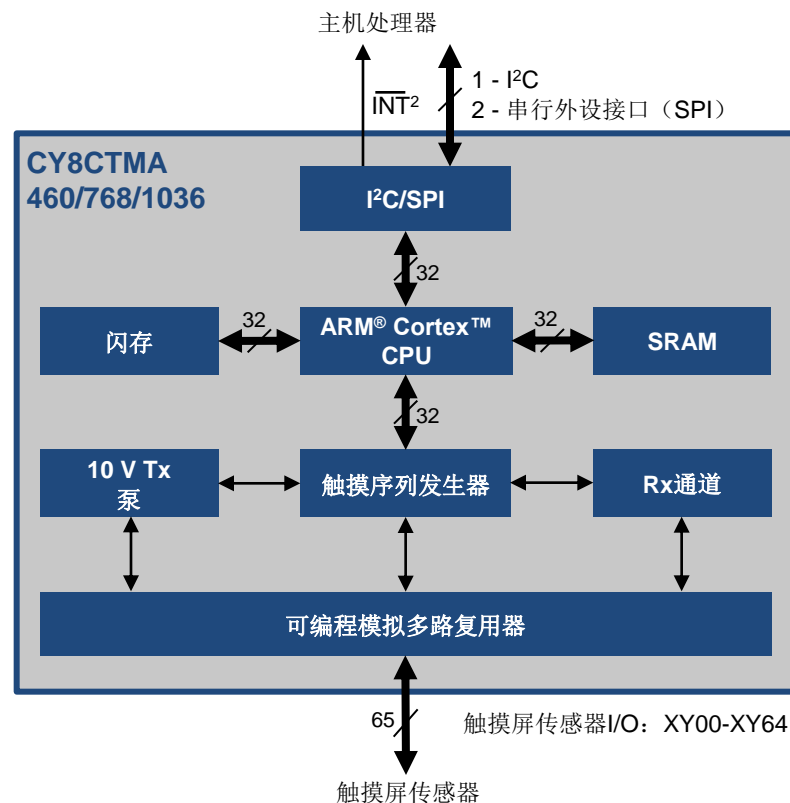 主机处理器
INT²
1 - I²C
2 - 串行外设接口（SPI）
CY8CTMA
460/768/1036
I²C/SPI
32
闪存
32
ARM® Cortex™
CPU
32
SRAM
32
10 V Tx
泵
触摸序列发生器
Rx通道
可编程模拟多路复用器
65
触摸屏传感器I/O：XY00-XY64
触摸屏传感器